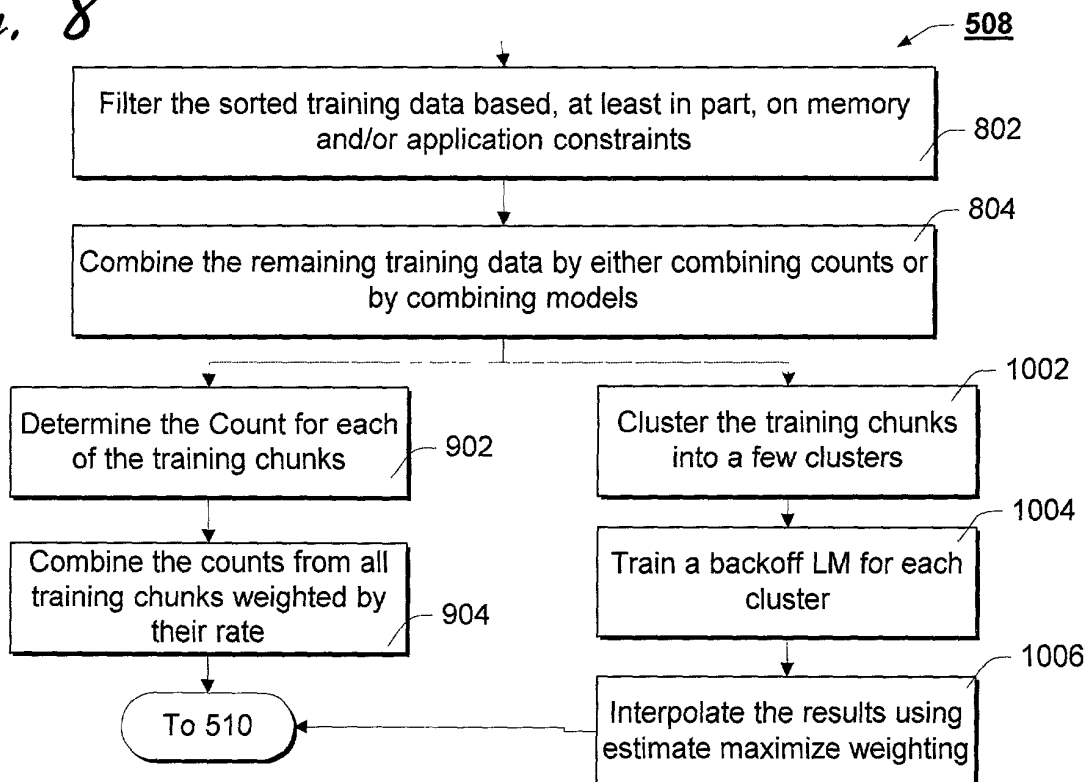 . 8
508
Filter the sorted training data based, at least in part, on memory
and/or application constraints
802
804
Combine the remaining training data by either combining counts or
by combining models
Determine the Count for each
of the training chunks
902
Combine the counts from all
training chunks weighted by
their rate
904
To 510
1002
Cluster the training chunks
into a few clusters
1004
Train a backoff LM for each
cluster
1006
Interpolate the results using
estimate maximize weighting